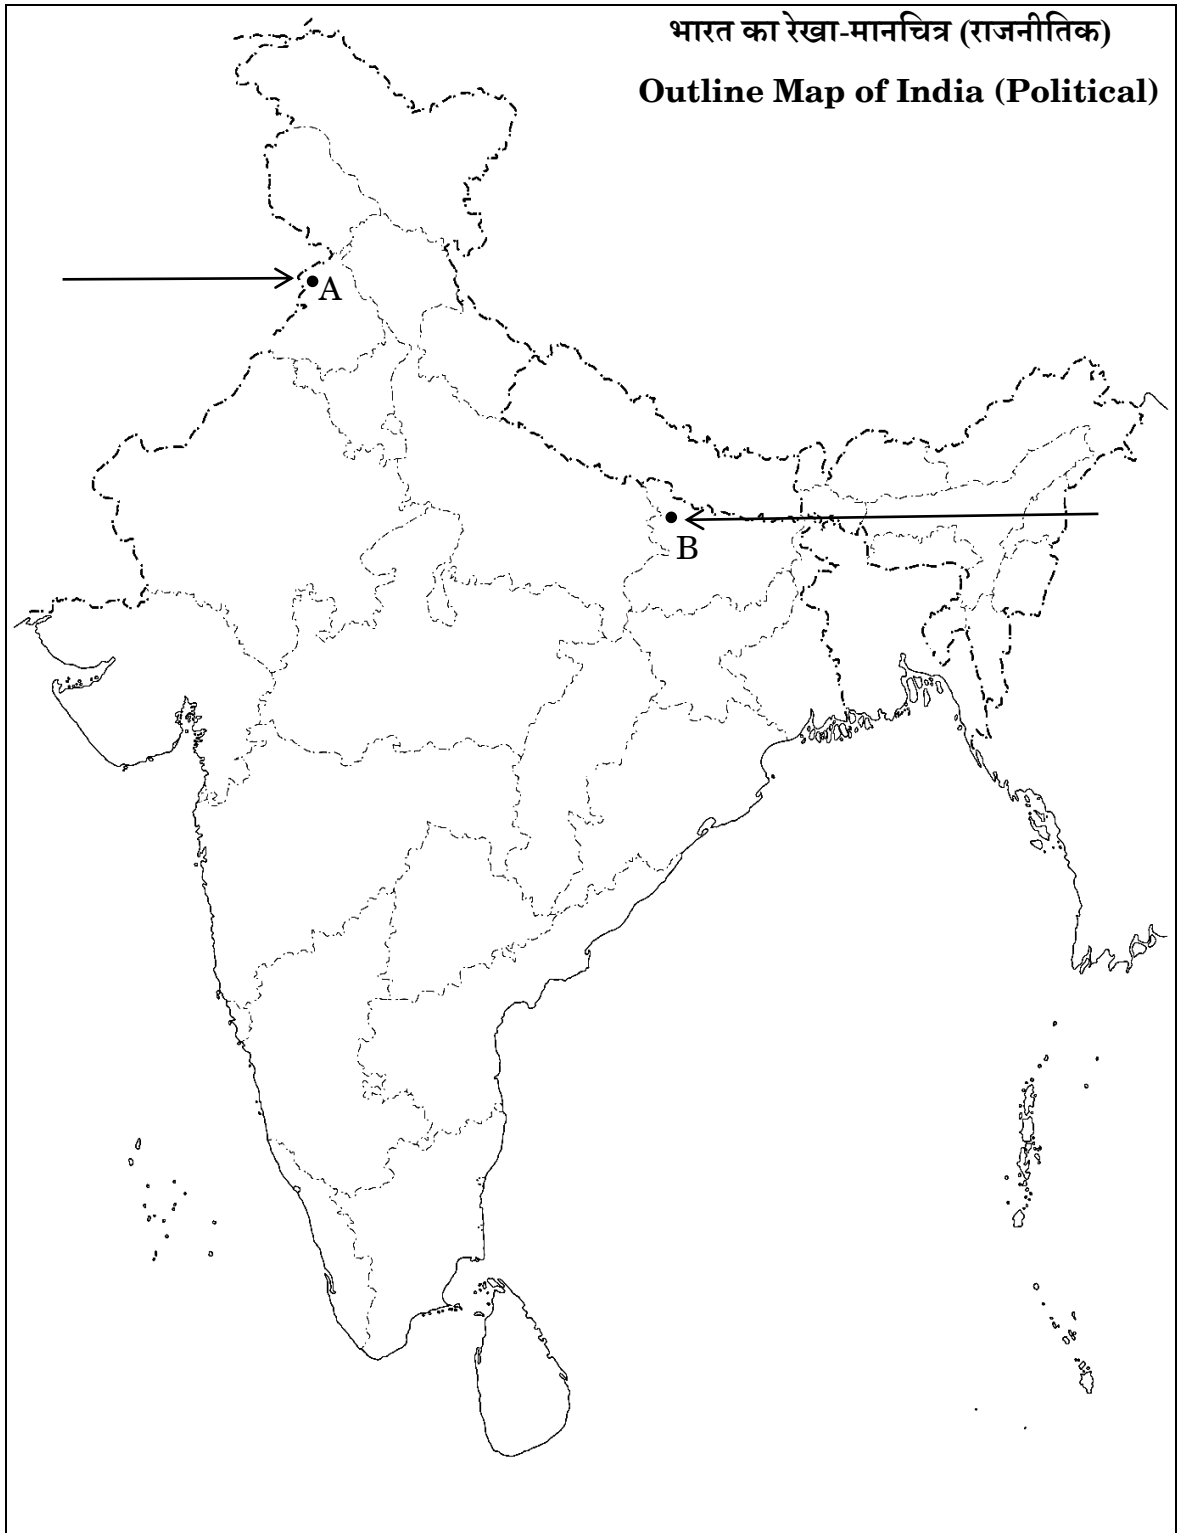 भारत का रेखा-मानचित्र (राजनीतिक)
Outline Map of India (Political)
A
B